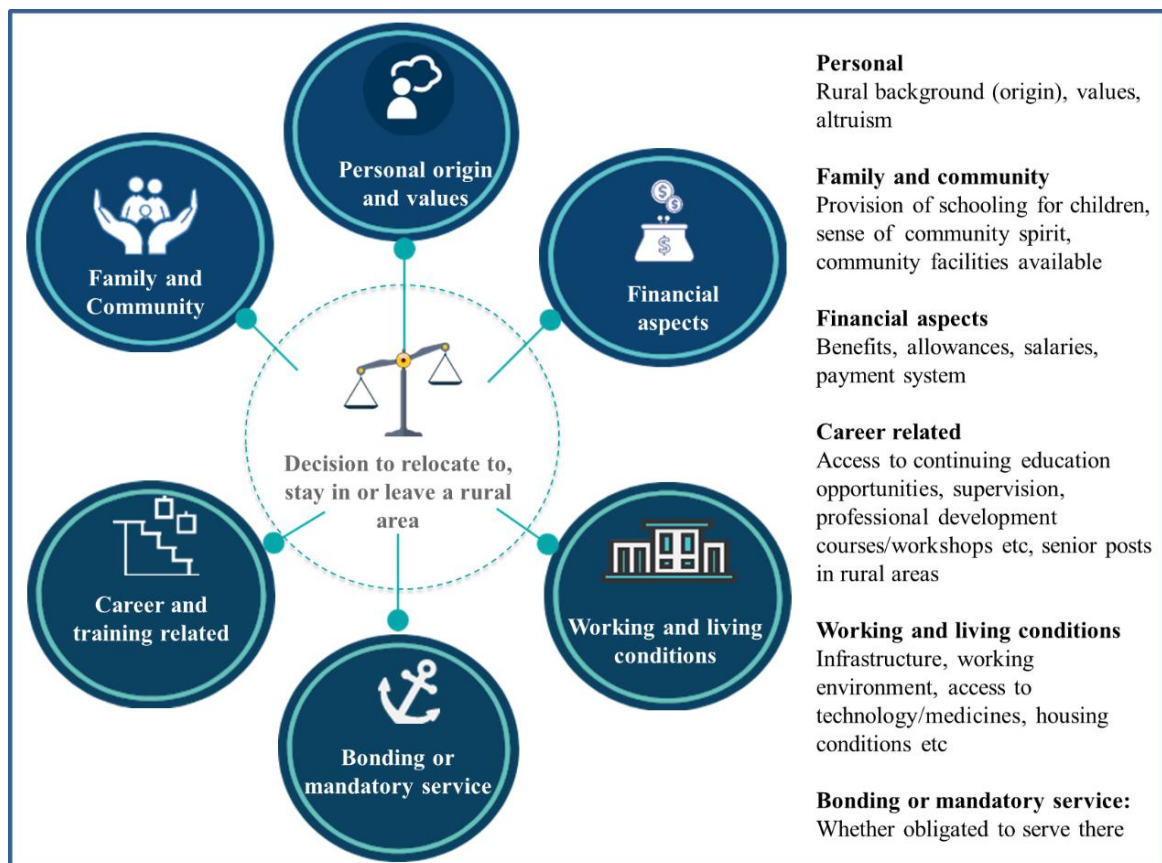 Personal origin
and values
Family and
Community
Financial
aspects
Decision to relocate to,
stay in or leave a rural
area
Career and
training related
Working and living
conditions
Bonding or
mandatory service
$
$
$
Personal
Rural background (origin), values,
altruism
Family and community
Provision of schooling for children,
sense of community spirit,
community facilities available
Financial aspects
Benefits, allowances, salaries,
payment system
Career related
Access to continuing education
opportunities, supervision,
professional development
courses/workshops etc, senior posts
in rural areas
Working and living conditions
Infrastructure, working
environment, access to
technology/medicines, housing
conditions etc
Bonding or mandatory service:
Whether obligated to serve there